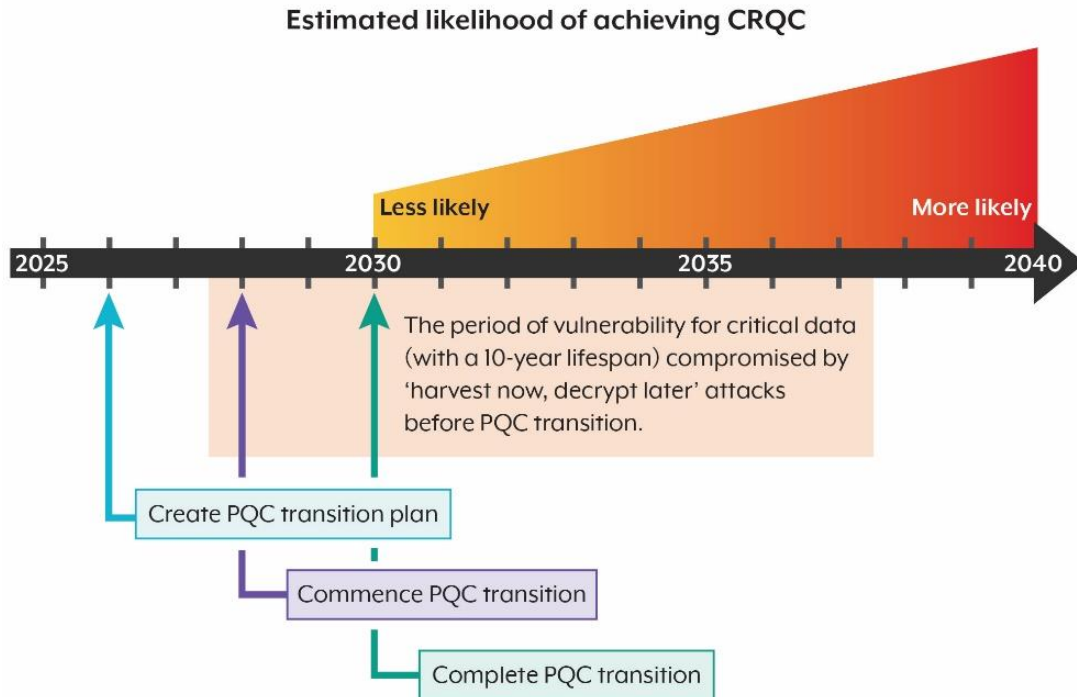 Estimated likelihood of achieving CRQC
Less likely
More likely
2025
2030
2035
2040
The period of vulnerability for critical data
(with a 10-year lifespan) compromised by
‘harvest now, decrypt later’ attacks
before PQC transition.
Create PQC transition plan
Commence PQC transition
Complete PQC transition